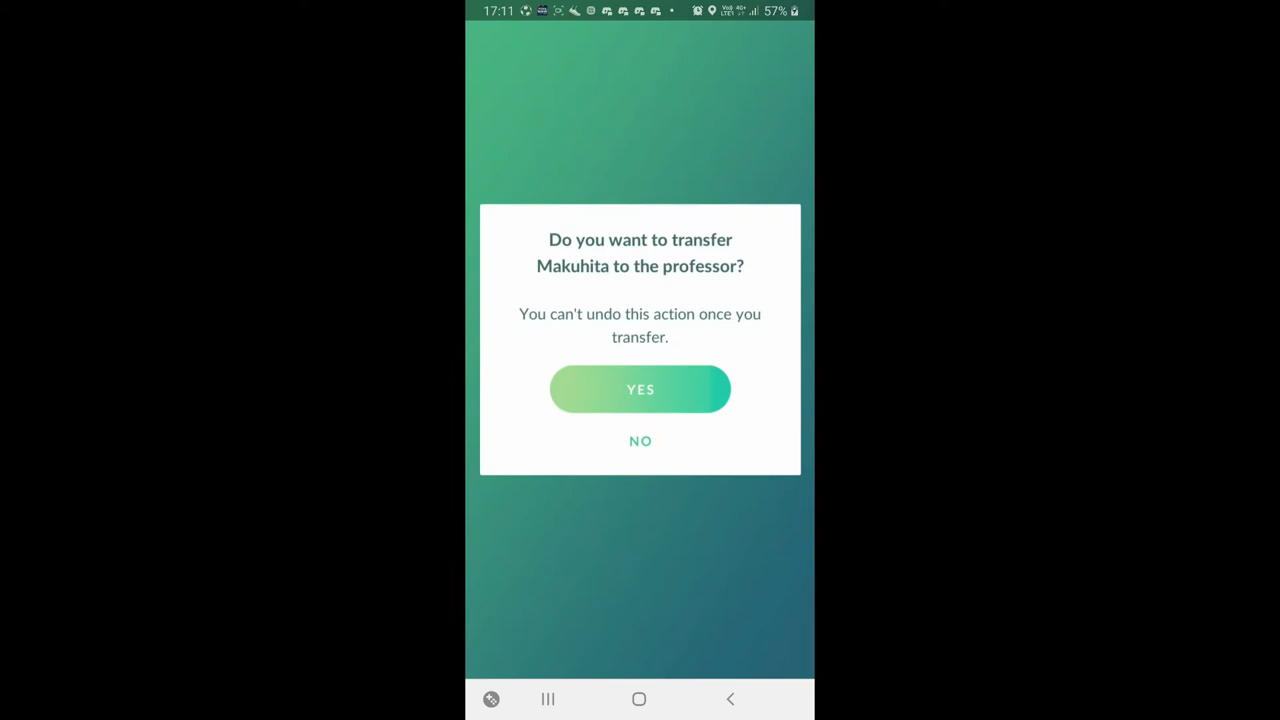 17:11 57%
Do you want to transfer
Makuhita to the professor?
You can't undo this action once you
transfer.
YES
NO